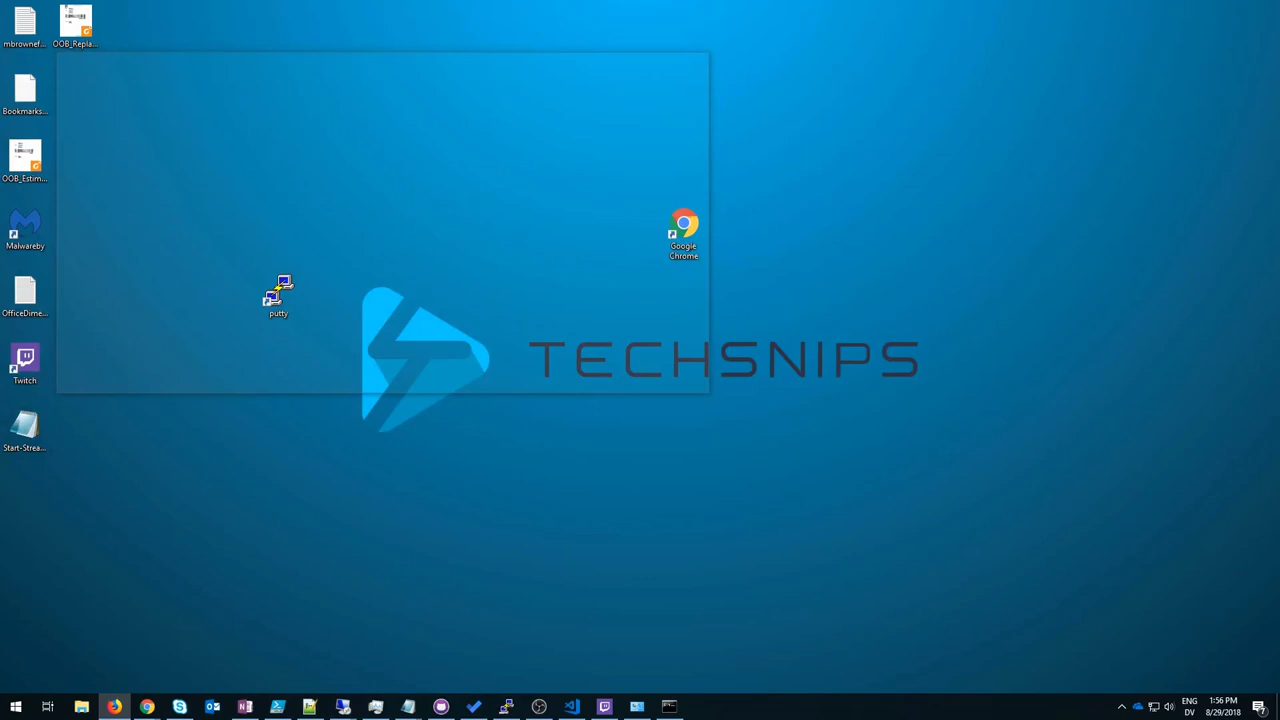 mbrownef...
OOB_Repla...
Bookmarks...
OOB_Estim...
Malwareby
OfficeDime...
Twitch
Start-Strea...
putty
Google
Chrome
TECHSNIPS
ENG
DV
1:56 PM
8/29/2018